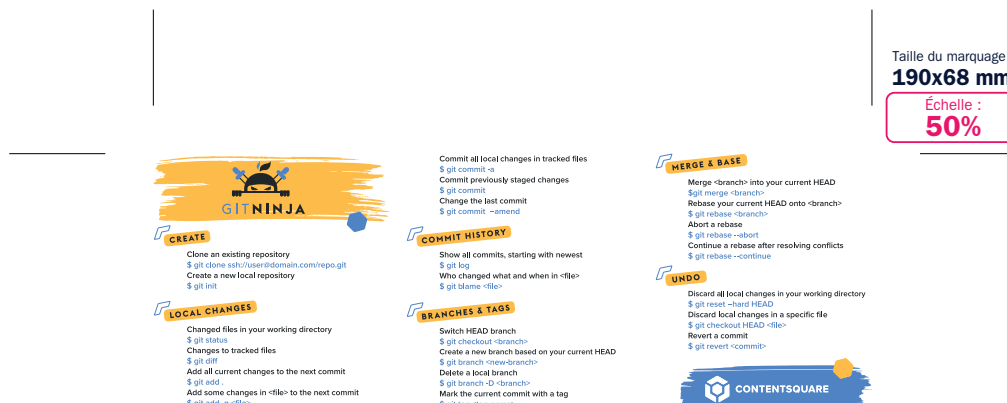 Taille du marquage
190x68 mm
Échelle :
50%
GITNINJA
CREATE
Clone an existing repository
$ git clone ssh://user@domain.com/repo.git
Create a new local repository
$ git init
LOCAL CHANGES
Changed files in your working directory
$ git status
Changes to tracked files
$ git diff
Add all current changes to the next commit
$ git add .
Add some changes in <file> to the next commit
$ git add -p <file>
Commit all local changes in tracked files
$ git commit -a
Commit previously staged changes
$ git commit
Change the last commit
$ git commit –amend
COMMIT HISTORY
Show all commits, starting with newest
$ git log
Who changed what and when in <file>
$ git blame <file>
BRANCHES & TAGS
Switch HEAD branch
$ git checkout <branch>
Create a new branch based on your current HEAD
$ git branch <new-branch>
Delete a local branch
$ git branch -D <branch>
Mark the current commit with a tag
MERGE & BASE
Merge <branch> into your current HEAD
$git merge <branch>
Rebase your current HEAD onto <branch>
$ git rebase <branch>
Abort a rebase
$ git rebase --abort
Continue a rebase after resolving conflicts
$ git rebase --continue
UNDO
Discard all local changes in your working directory
$ git reset –hard HEAD
Discard local changes in a specific file
$ git checkout HEAD <file>
Revert a commit
$ git revert <commit>
CONTENTSQUARE